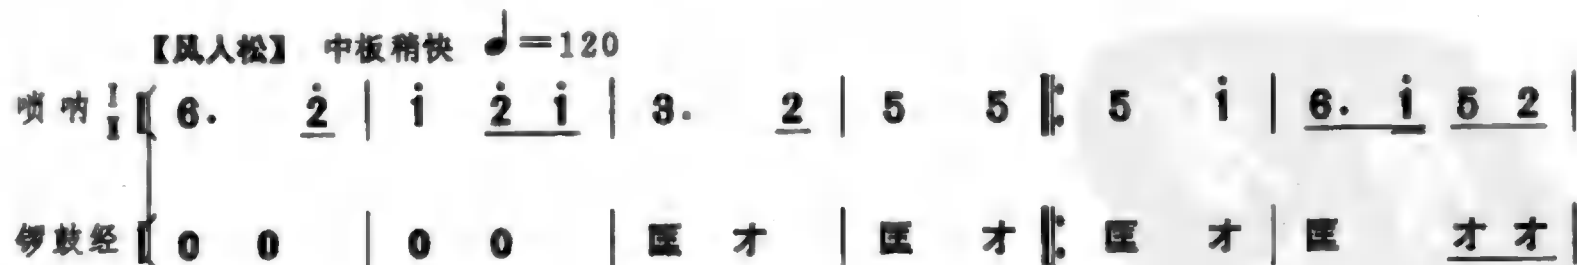 【风入松】 中板稍快 ♩=120
唢呐 I II 6. 2̇ | i̇ 2̇ i̇ | 3. 2 | 5 5 𝄆 5 i̇ | 6. i̇ 5 2 |
锣鼓经 0 0 | 0 0 | 匡 才 | 匡 才 𝄆 匡 才 | 匡 才 才 |